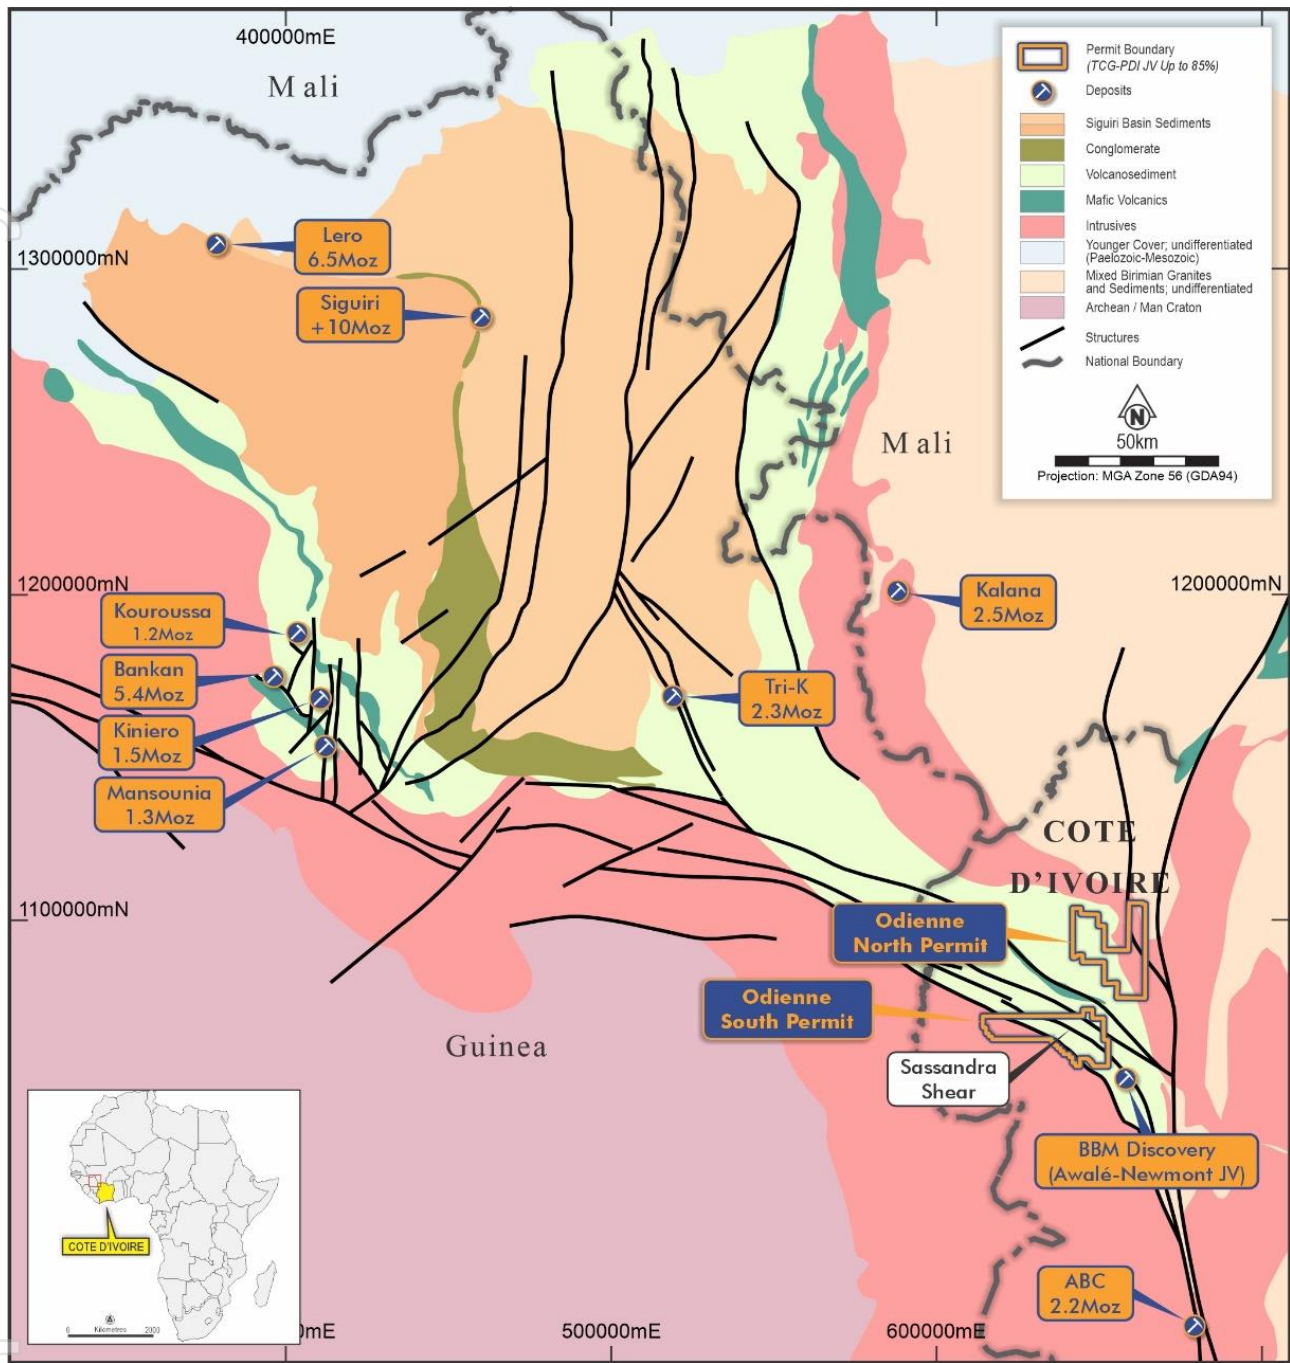 400000mE
Mali
Permit Boundary
(TCG-PDI JV Up to 85%)
Deposits
Siguiri Basin Sediments
Conglomerate
Volcanosediment
Mafic Volcanics
Intrusives
Younger Cover; undifferentiated
(Paelozoic-Mesozoic)
Mixed Birimian Granites
and Sediments; undifferentiated
Archean / Man Craton
Structures
National Boundary
N
50km
Projection: MGA Zone 56 (GDA94)
Lero
6.5Moz
1300000mN
Siguiri
+10Moz
Mali
1200000mN
1200000mN
Kalana
2.5Moz
Kouroussa
1.2Moz
Bankan
5.4Moz
Tri-K
2.3Moz
Kiniero
1.5Moz
Mansounia
1.3Moz
COTE
D'IVOIRE
1100000mN
Odienne
North Permit
Odienne
South Permit
Guinea
Sassandra
Shear
BBM Discovery
(Awalé-Newmont JV)
COTE D'IVOIRE
ABC
2.2Moz
0 Kilometres 2000
mE
500000mE
600000mE